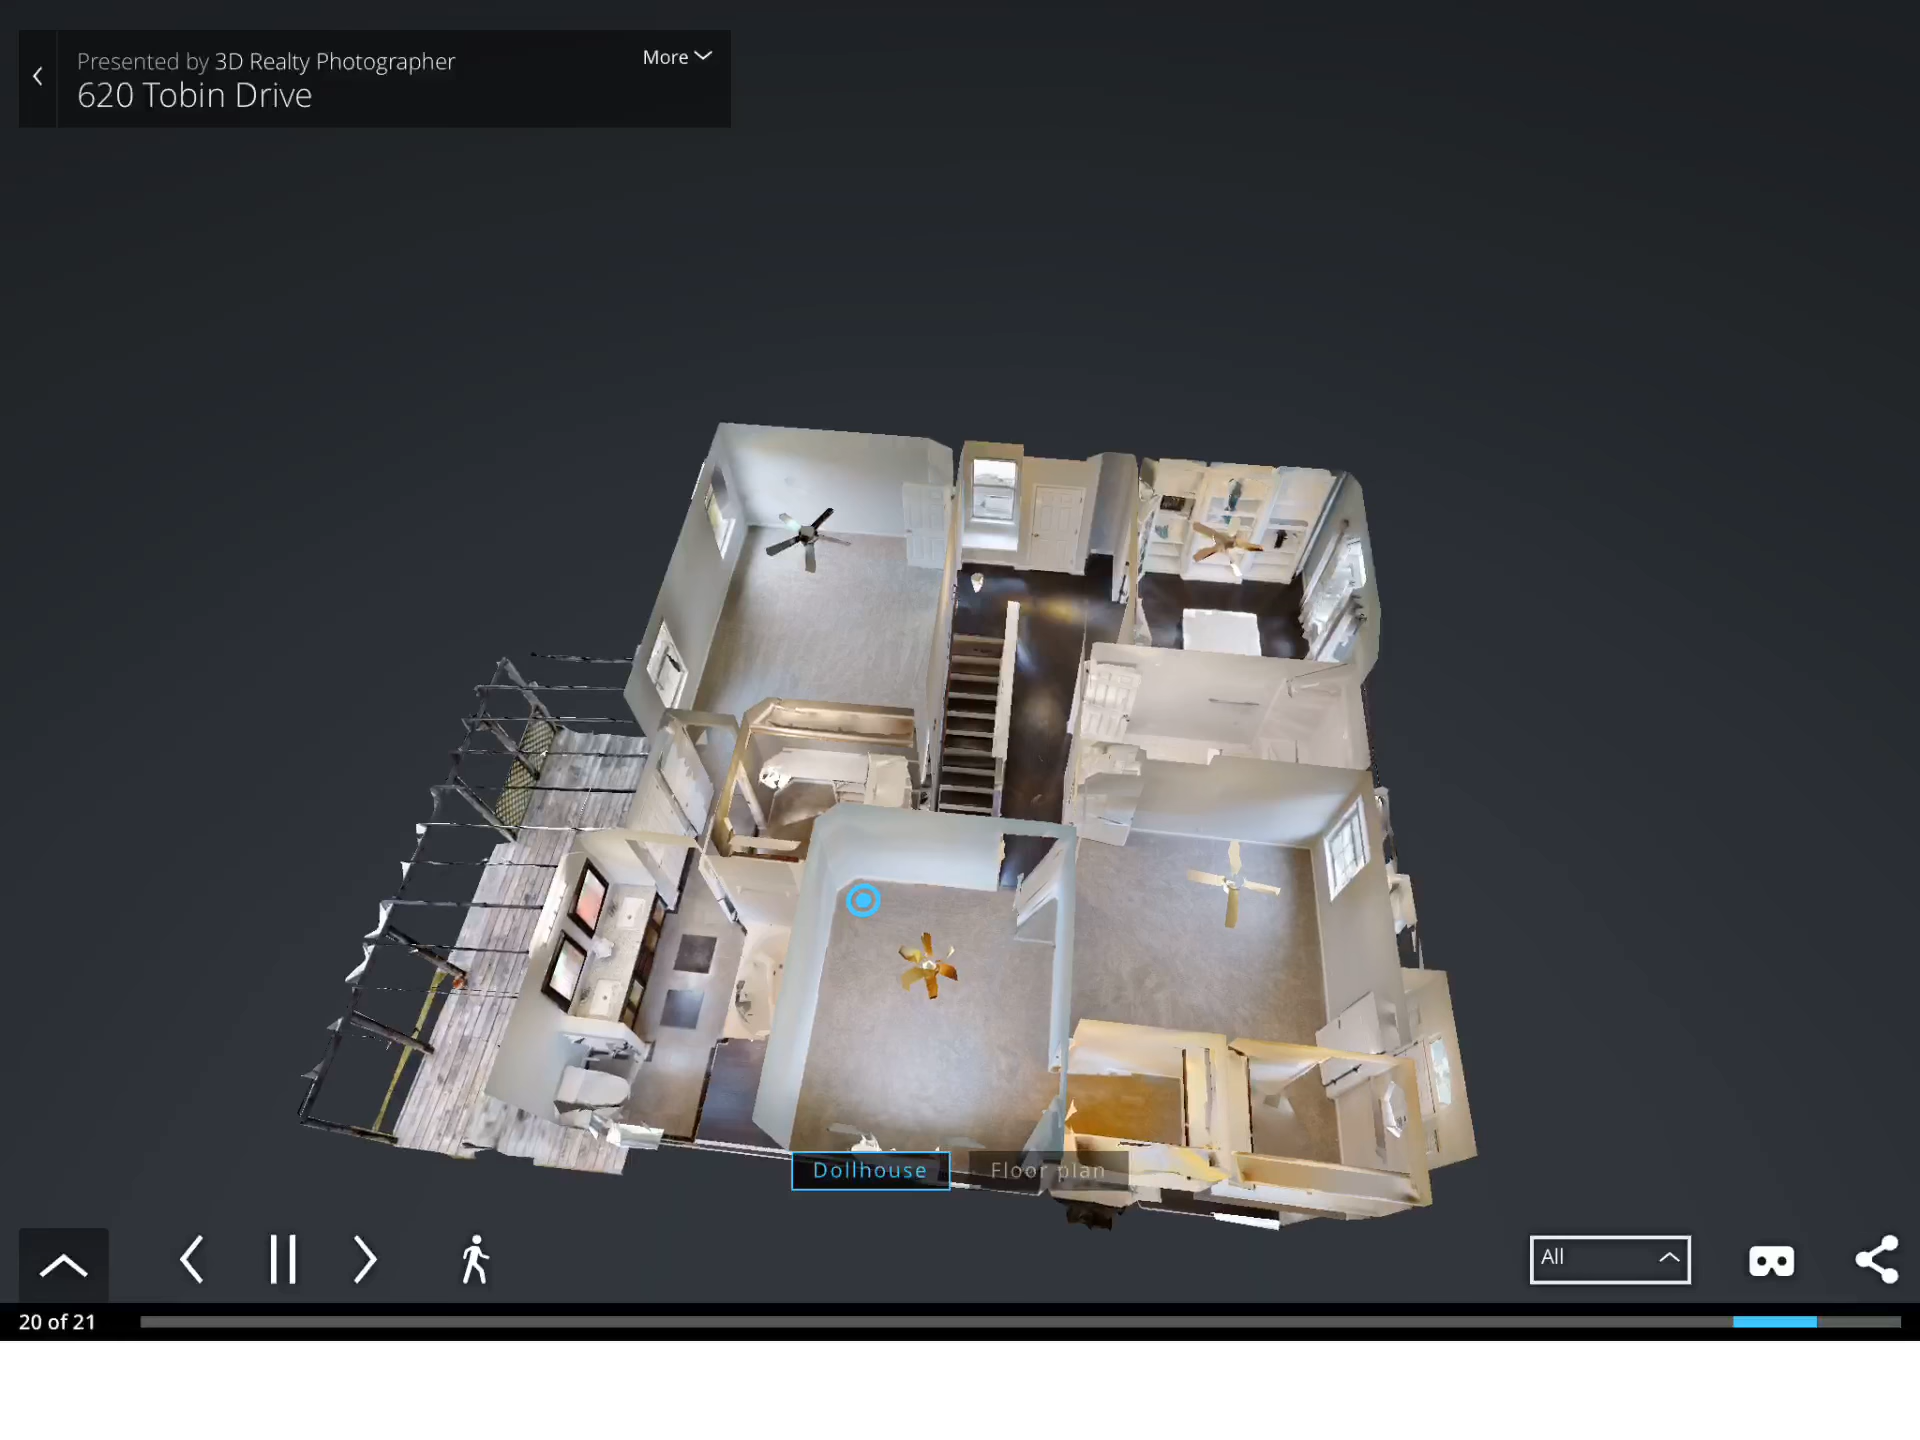 Presented by 3D Realty Photographer
More
620 Tobin Drive
Dollhouse
Floor plan
All
20 of 21